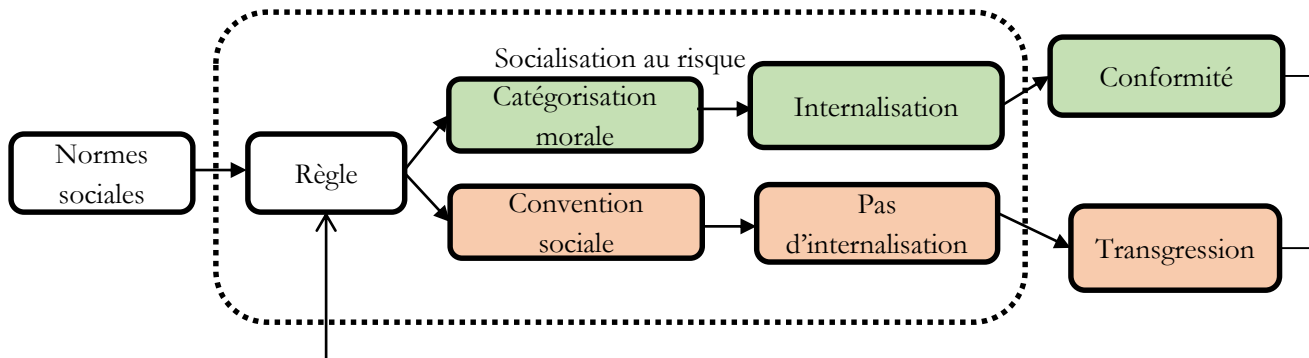 Socialisation au risque
Normes
sociales
Règle
Catégorisation
morale
Internalisation
Conformité
Convention
sociale
Pas
d’internalisation
Transgression